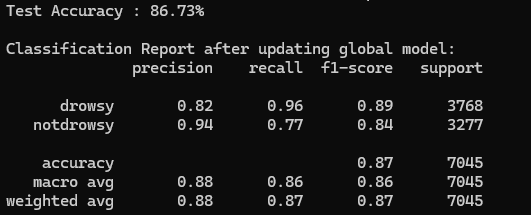 Test Accuracy : 86.73%
Classification Report after updating global model:
precision recall f1-score support
drowsy 0.82 0.96 0.89 3768
notdrowsy 0.94 0.77 0.84 3277
accuracy 0.87 7045
macro avg 0.88 0.86 0.86 7045
weighted avg 0.88 0.87 0.87 7045